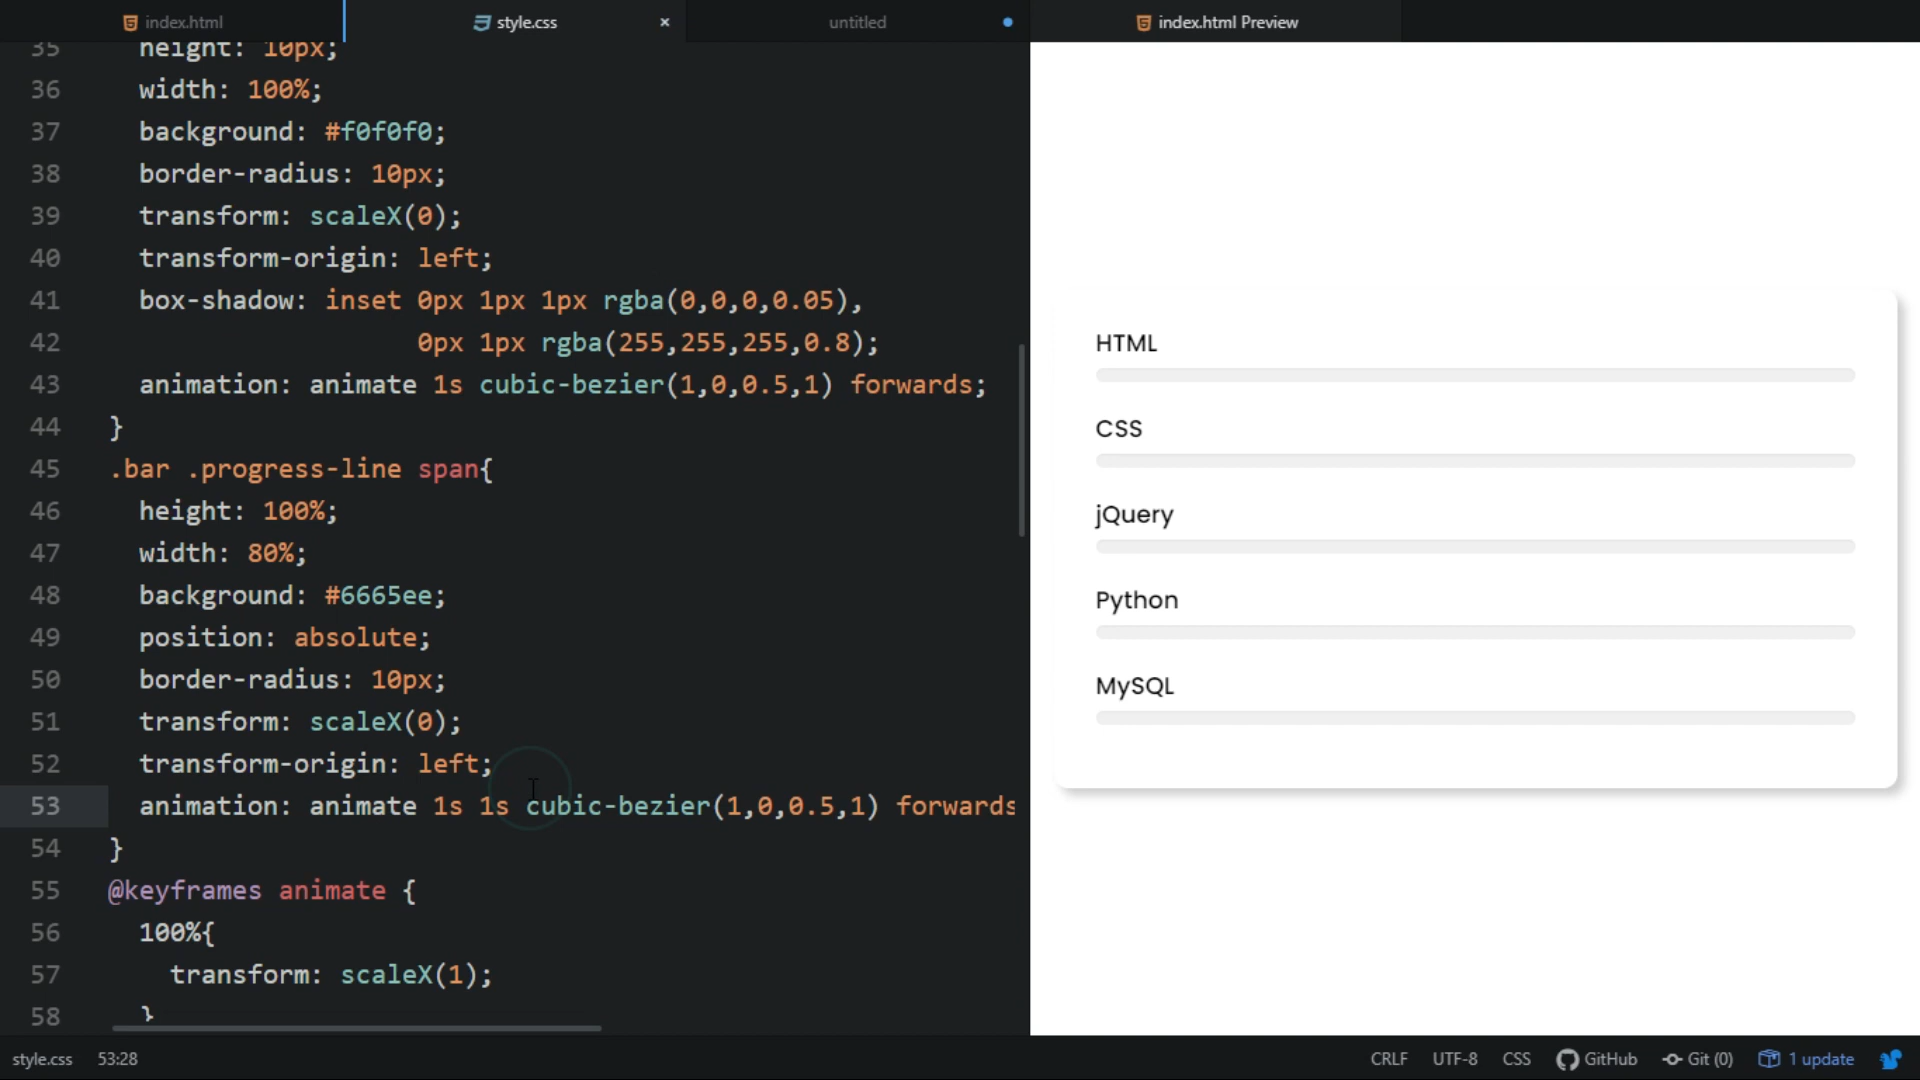 index.html
style.css ×
untitled
index.html Preview
35 height: 10px;
36 width: 100%;
37 background: #f0f0f0;
38 border-radius: 10px;
39 transform: scaleX(0);
40 transform-origin: left;
41 box-shadow: inset 0px 1px 1px rgba(0,0,0,0.05),
42 0px 1px rgba(255,255,255,0.8);
43 animation: animate 1s cubic-bezier(1,0,0.5,1) forwards;
44 }
45 .bar .progress-line span{
46 height: 100%;
47 width: 80%;
48 background: #6665ee;
49 position: absolute;
50 border-radius: 10px;
51 transform: scaleX(0);
52 transform-origin: left;
53 animation: animate 1s 1s cubic-bezier(1,0,0.5,1) forwards
54 }
55 @keyframes animate {
56 100%{
57 transform: scaleX(1);
58 }
HTML
CSS
jQuery
Python
MySQL
style.css 53:28
CRLF UTF-8 CSS GitHub Git (0) 1 update